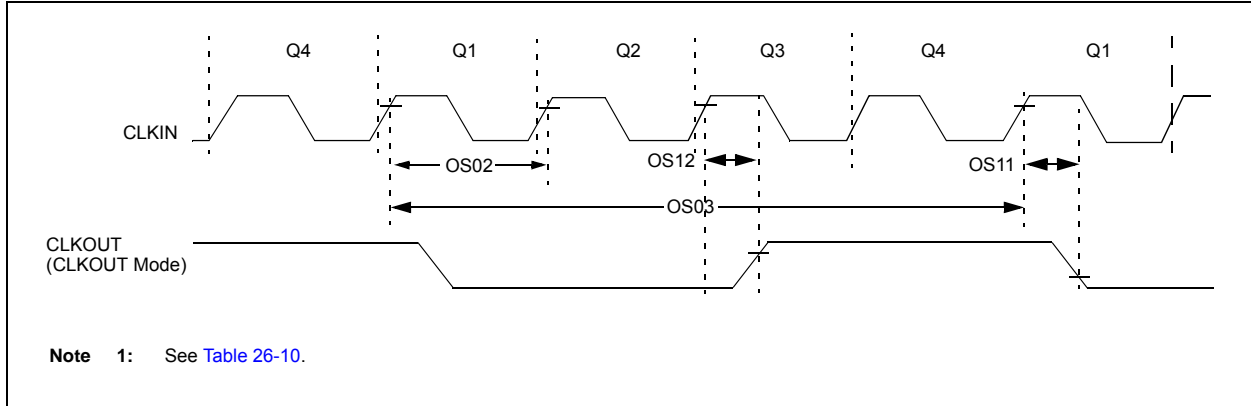 Q4 Q1 Q2 Q3 Q4 Q1
CLKIN
OS02
OS12
OS11
OS03
CLKOUT
(CLKOUT Mode)
Note 1: See Table 26-10.